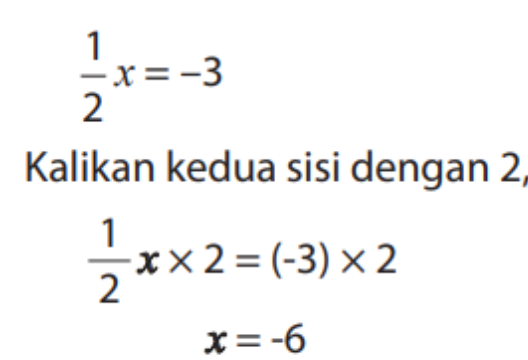 1/2 x = –3
Kalikan kedua sisi dengan 2,
1/2 x × 2 = (-3) × 2
x = -6